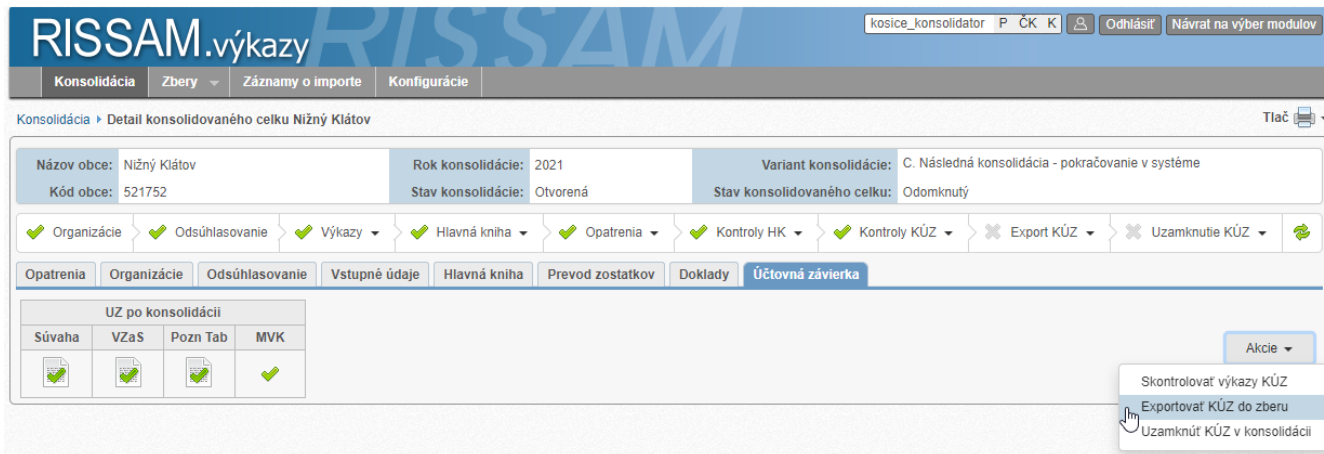 RISSAM.výkazy
RISSAM
kosice_konsolidator P ČK K Odhlásiť Návrat na výber modulov
Konsolidácia Zbery Záznamy o importe Konfigurácie
Konsolidácia Detail konsolidovaného celku Nižný Klátov Tlač
Názov obce: Nižný Klátov Rok konsolidácie: 2021 Variant konsolidácie: C. Následná konsolidácia - pokračovanie v systéme
Kód obce: 521752 Stav konsolidácie: Otvorená Stav konsolidovaného celku: Odomknutý
Organizácie Odsúhlasovanie Výkazy Hlavná kniha Opatrenia Kontroly HK Kontroly KÚZ Export KÚZ Uzamknutie KÚZ
Opatrenia Organizácie Odsúhlasovanie Vstupné údaje Hlavná kniha Prevod zostatkov Doklady Účtovná závierka
UZ po konsolidácii
Súvaha VZaS Pozn Tab MVK
Akcie
Skontrolovať výkazy KÚZ
Exportovať KÚZ do zberu
Uzamknúť KÚZ v konsolidácii